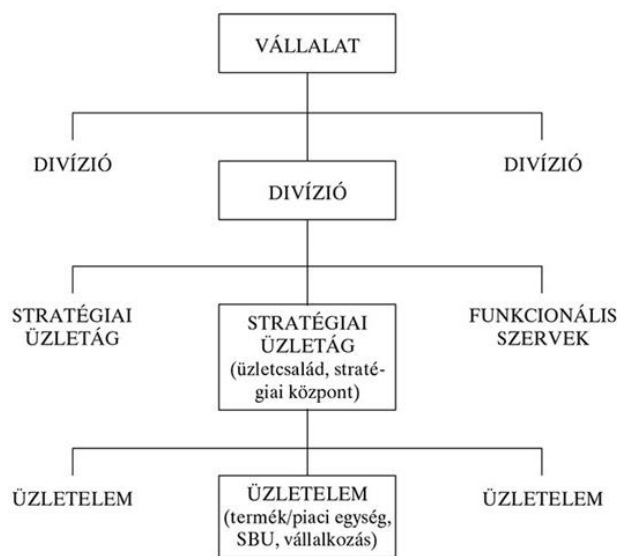 VÁLLALAT
DIVÍZIÓ
DIVÍZIÓ
DIVÍZIÓ
STRATÉGIAI
ÜZLETÁG
STRATÉGIAI
ÜZLETÁG
(üzletcsalád, straté-
giai központ)
FUNKCIONÁLIS
SZERVEK
ÜZLETELEM
ÜZLETELEM
(termék/piaci egység,
SBU, vállalkozás)
ÜZLETELEM